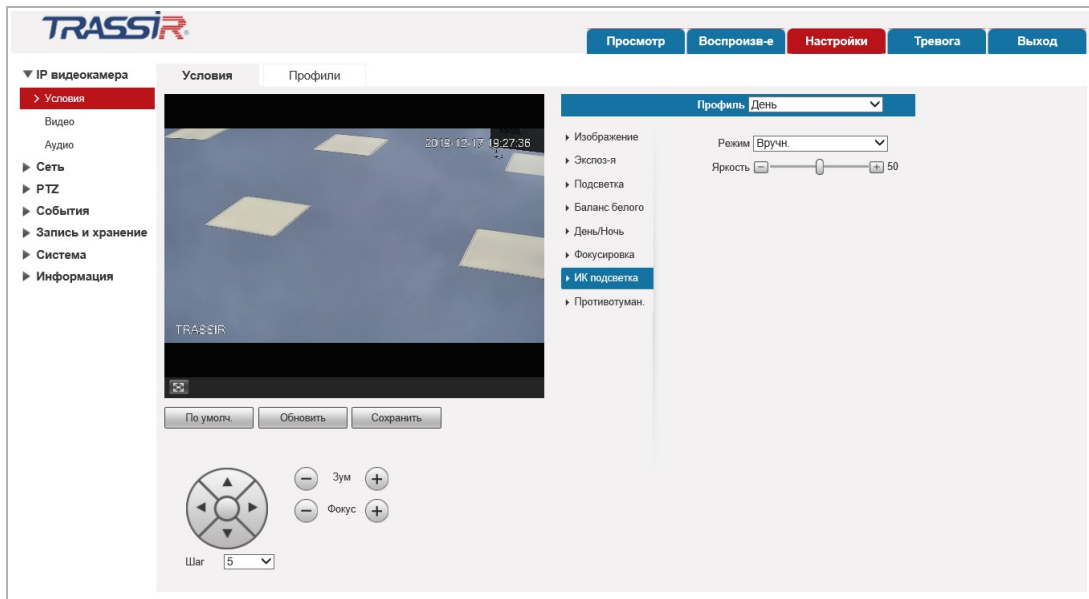 TRASSIR
Просмотр Воспроизв-е Настройки Тревога Выход
IP видеокамера
Условия
Видео
Аудио
Сеть
PTZ
События
Запись и хранение
Система
Информация
Условия Профили
2019-12-17 19:27:36
TRASSIR
По умолч. Обновить Сохранить
Зум
Фокус
Шаг 5
Профиль День
Изображение
Экспоз-я
Подсветка
Баланс белого
День/Ночь
Фокусировка
ИК подсветка
Противотуман.
Режим Вручн.
Яркость 50